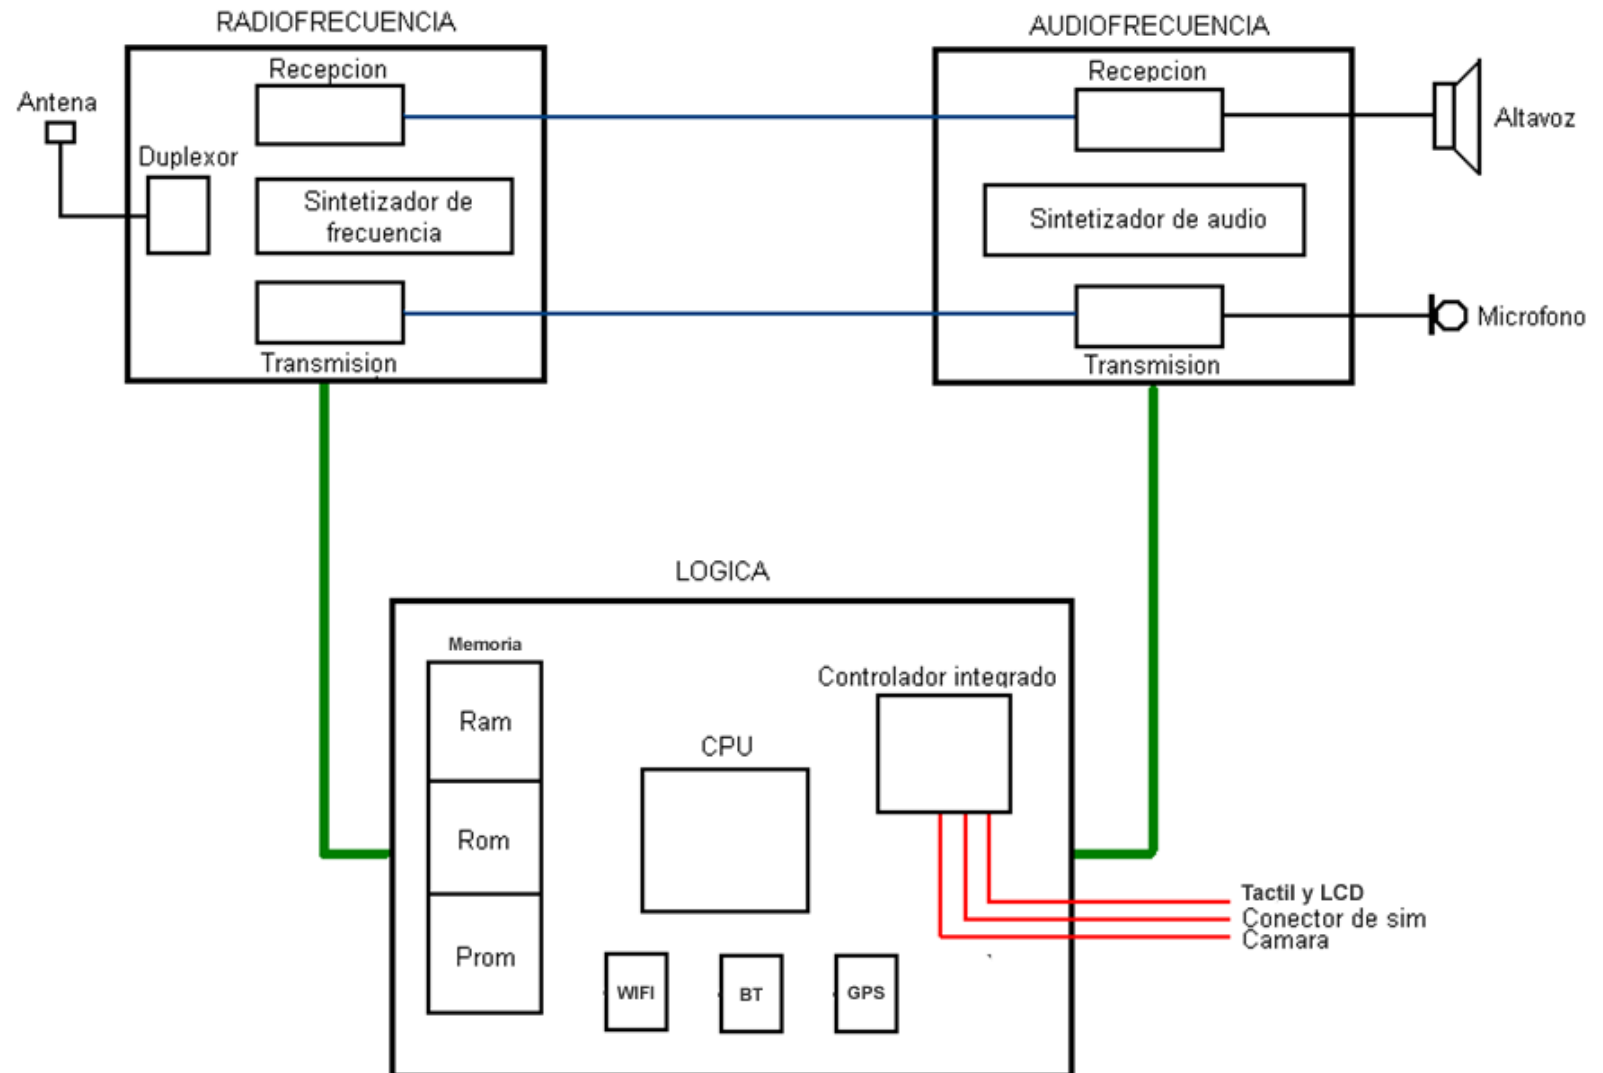 RADIOFRECUENCIA
AUDIOFRECUENCIA
Recepcion
Recepcion
Antena
Altavoz
Duplexor
Sintetizador de
frecuencia
Sintetizador de audio
Microfono
Transmision
Transmision
LOGICA
Memoria
Controlador integrado
Ram
CPU
Rom
Tactil y LCD
Conector de sim
Camara
Prom
WIFI
BT
GPS